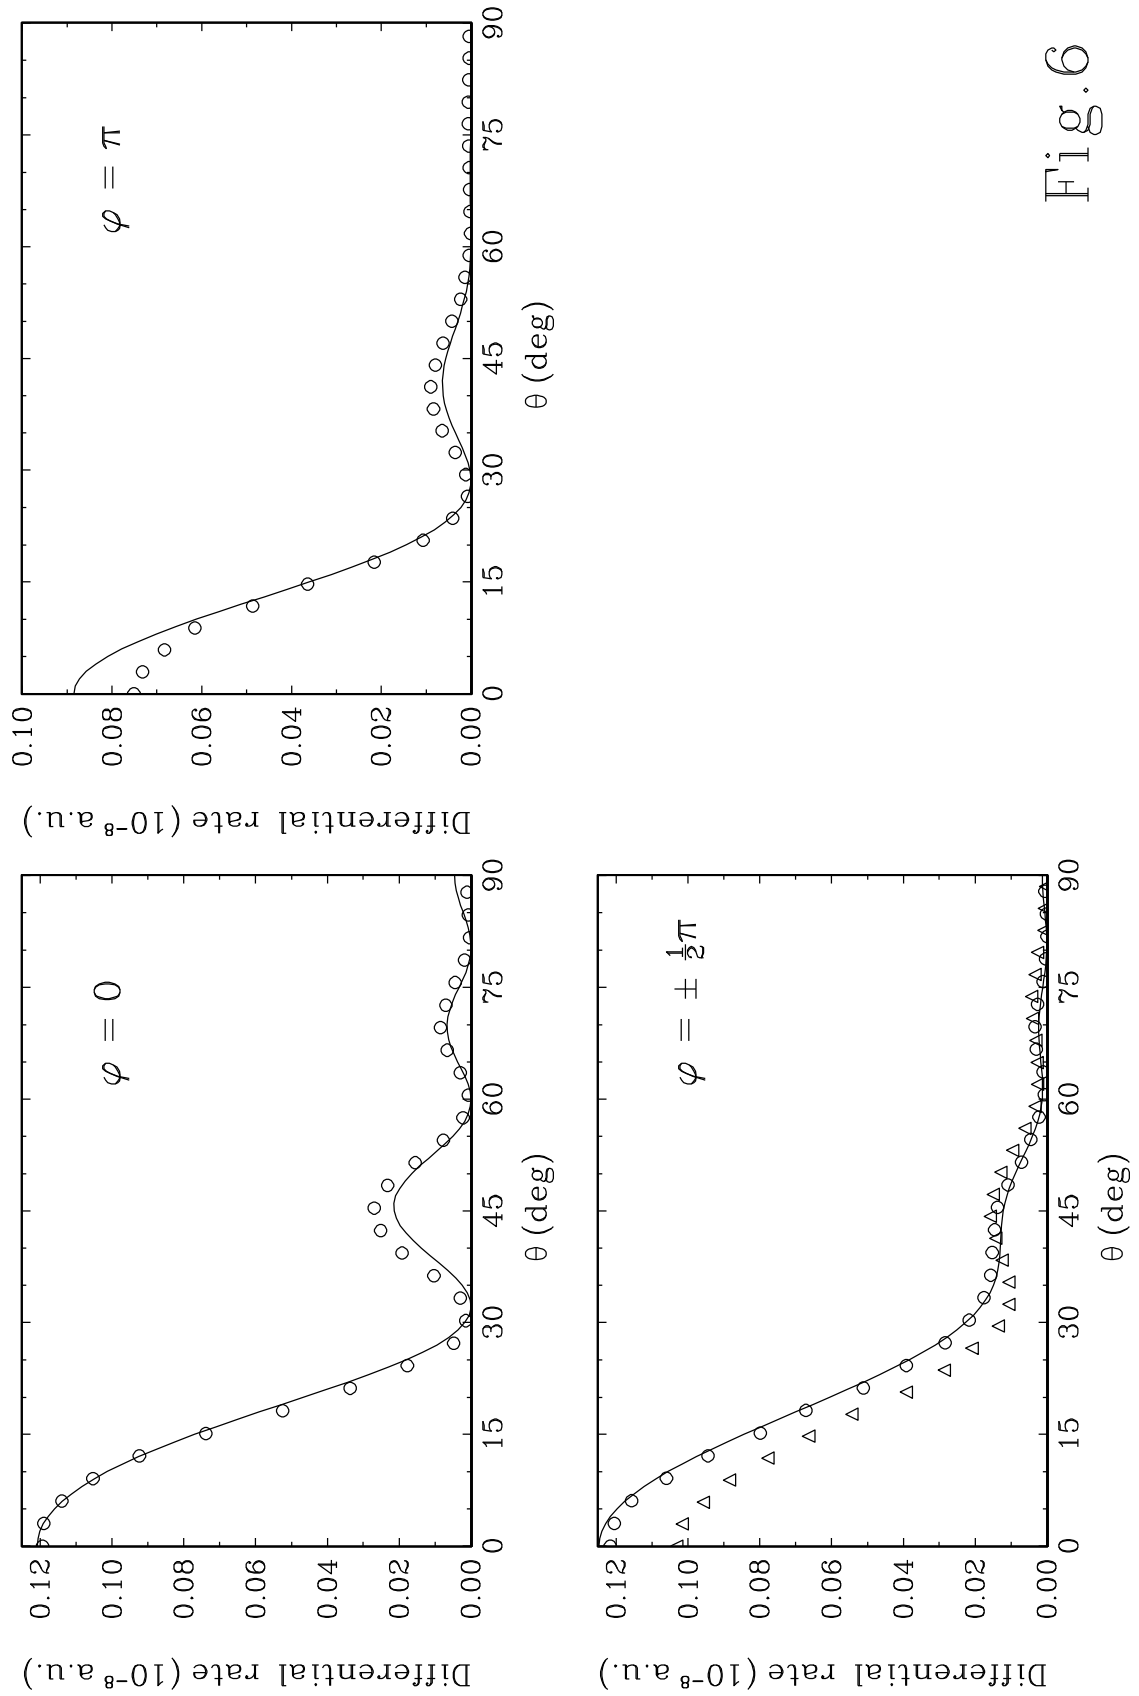 Differential rate (10⁻⁸ a.u.)
0.12
0.10
0.08
0.06
0.04
0.02
0.00
φ = 0
0 15 30 45 60 75 90
θ (deg)
Differential rate (10⁻⁸ a.u.)
0.10
0.08
0.06
0.04
0.02
0.00
φ = π
0 15 30 45 60 75 90
θ (deg)
Differential rate (10⁻⁸ a.u.)
0.12
0.10
0.08
0.06
0.04
0.02
0.00
φ = ± ½π
0 15 30 45 60 75 90
θ (deg)
Fig.6